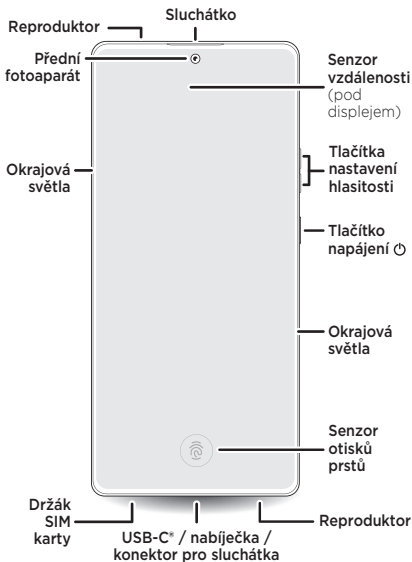 Sluchátko
Reproduktor
Přední
fotoaparát
Senzor
vzdálenosti
(pod
displejem)
Tlačítka
nastavení
hlasitosti
Okrajová
světla
Tlačítko
napájení
Okrajová
světla
Senzor
otisků
prstů
Držák
SIM
karty
USB-C® / nabíječka /
konektor pro sluchátka
Reproduktor